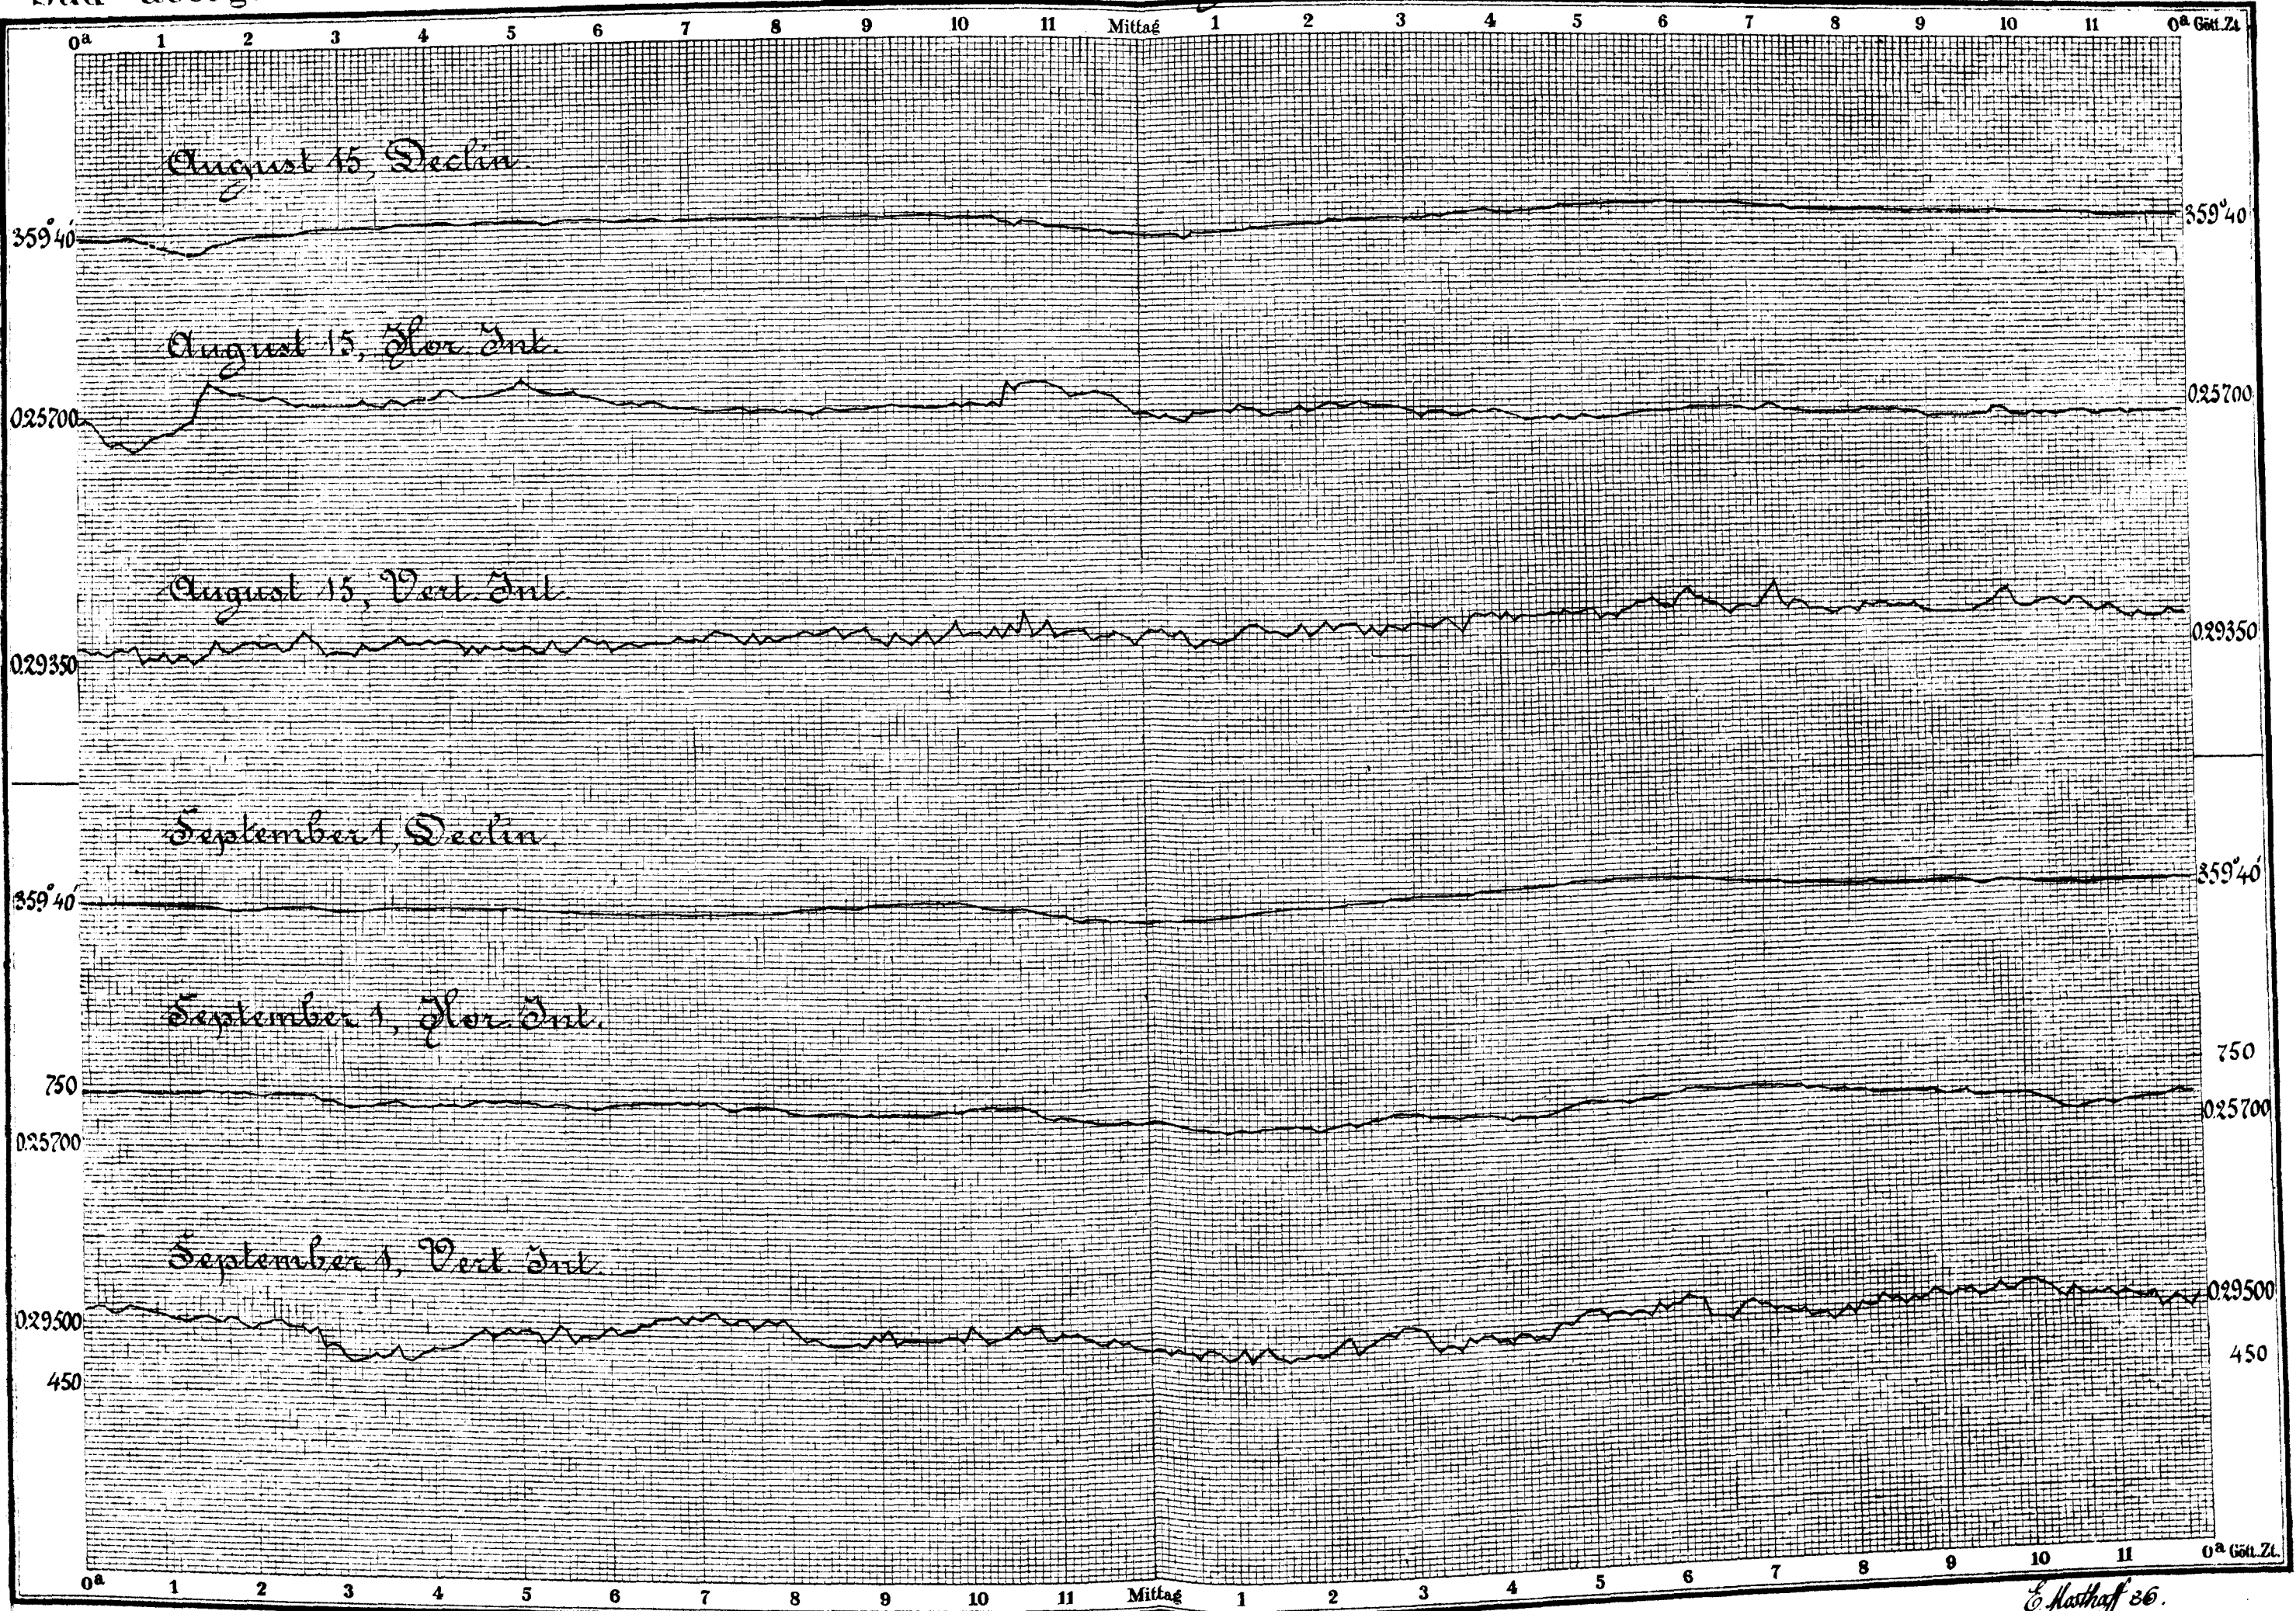 0ᵃ 1 2 3 4 5 6 7 8 9 10 11 Mittag 1 2 3 4 5 6 7 8 9 10 11 0ᵃ Gött. Zt.
August 15, Declin.
359°40' 359°40'
August 15, Hor. Int.
0.25700 0.25700
August 15, Vert. Int.
0.29350 0.29350
September 1, Declin.
359°40' 359°40'
September 1, Hor. Int.
750 750
0.25700 0.25700
September 1, Vert. Int.
0.29500 0.29500
450 450
0ᵃ 1 2 3 4 5 6 7 8 9 10 11 Mittag 1 2 3 4 5 6 7 8 9 10 11 0ᵃ Gött. Zt.